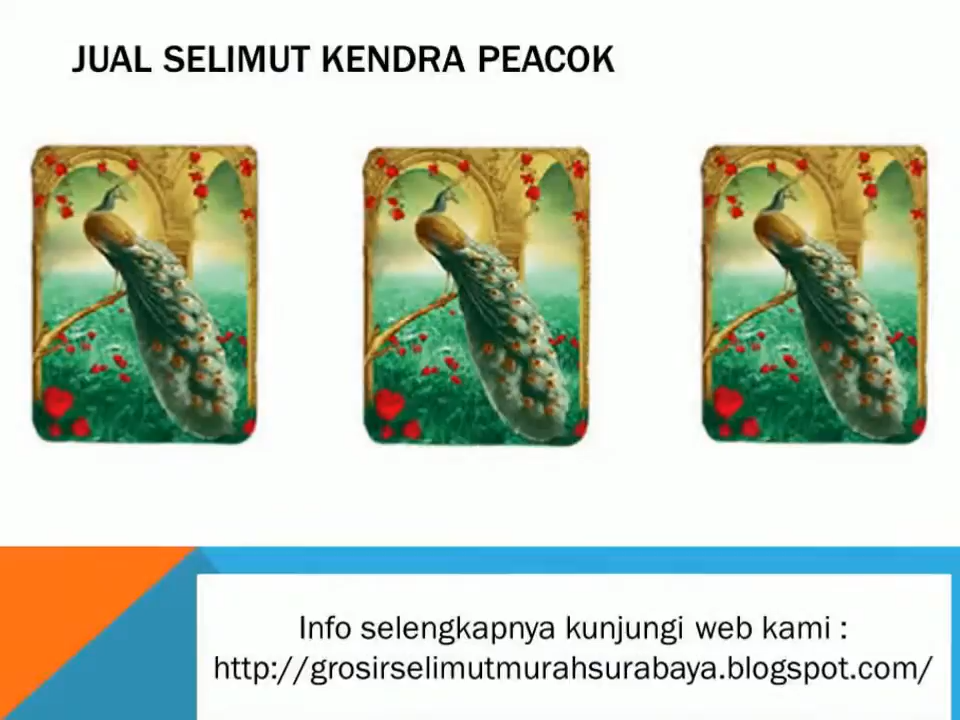 JUAL SELIMUT KENDRA PEACOK
Info selengkapnya kunjungi web kami :
http://grosirselimutmurahsurabaya.blogspot.com/